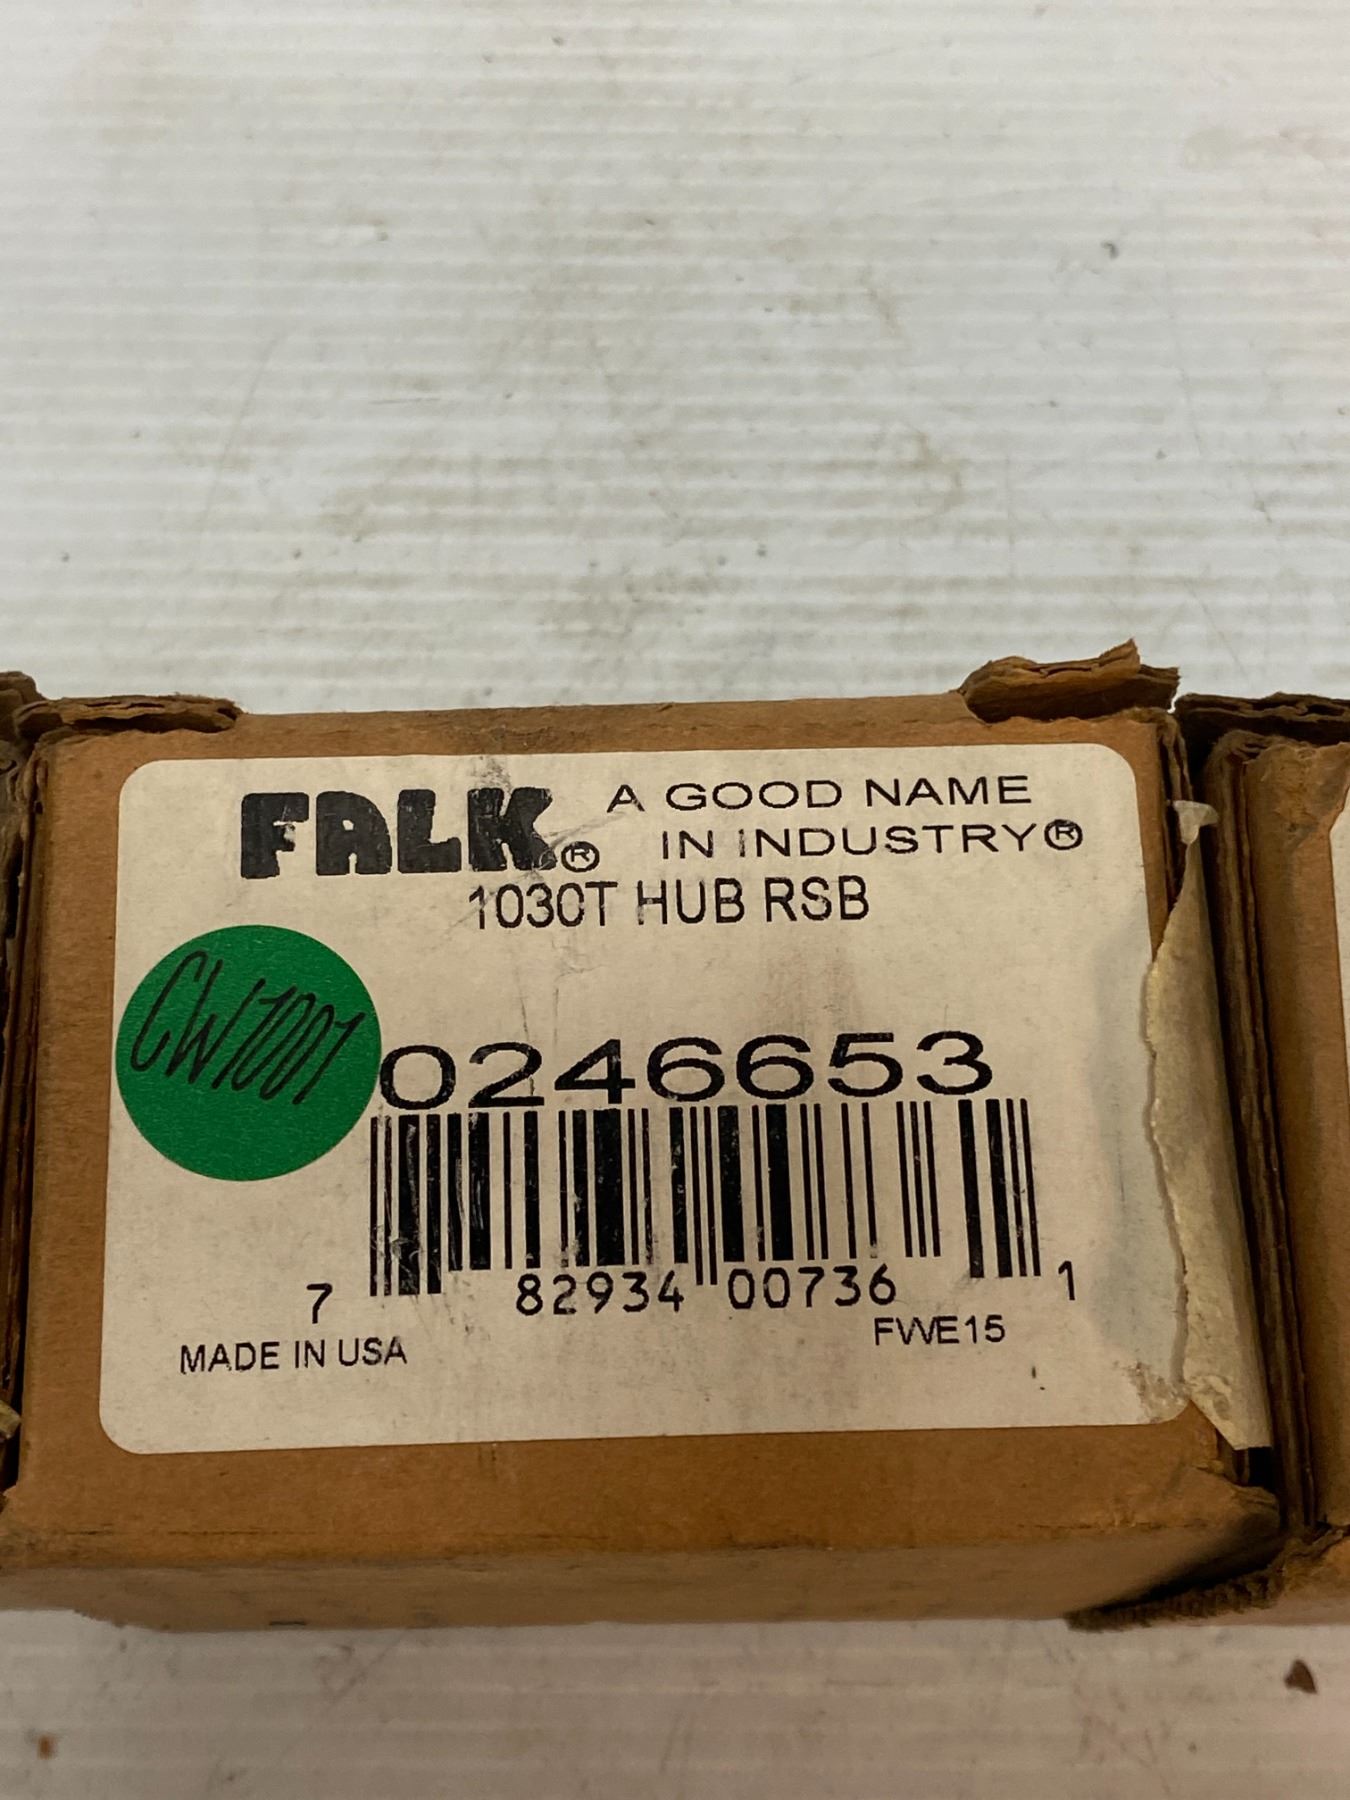 FALK® A GOOD NAME
IN INDUSTRY®
1030T HUB RSB
CW1001
0246653
7 82934 00736 1
MADE IN USA
FWE15